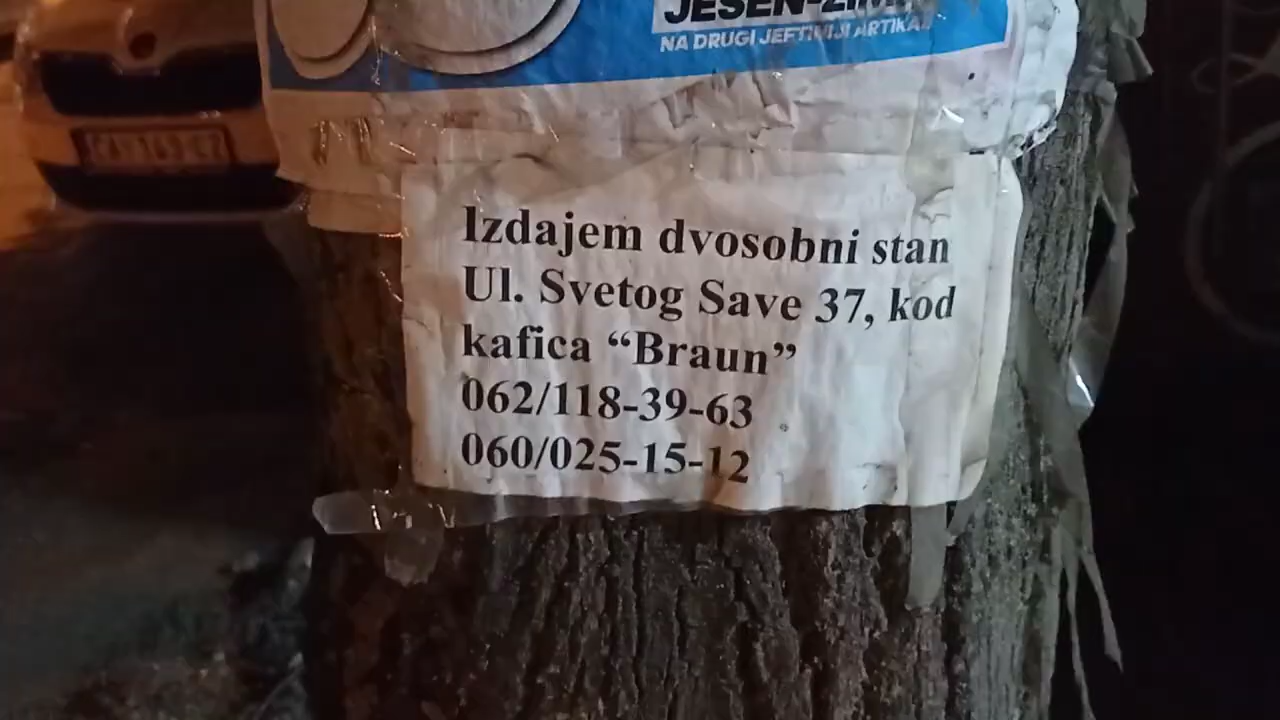 JESEN-ZIM
NA DRUGI JEFTINIJI ARTIKAL
Izdajem dvosobni stan
Ul. Svetog Save 37, kod
kafica “Braun”
062/118-39-63
060/025-15-12